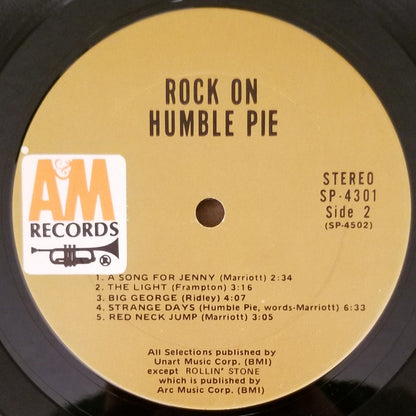 ROCK ON
HUMBLE PIE
A&M
RECORDS
®
STEREO
SP-4301
Side 2
(SP-4502)
1. A SONG FOR JENNY (Marriott) 2:34
2. THE LIGHT (Frampton) 3:16
3. BIG GEORGE (Ridley) 4:07
4. STRANGE DAYS (Humble Pie, words-Marriott) 6:33
5. RED NECK JUMP (Marriott) 3:05
All Selections published by
Unart Music Corp. (BMI)
except ROLLIN' STONE
which is published by
Arc Music Corp. (BMI)